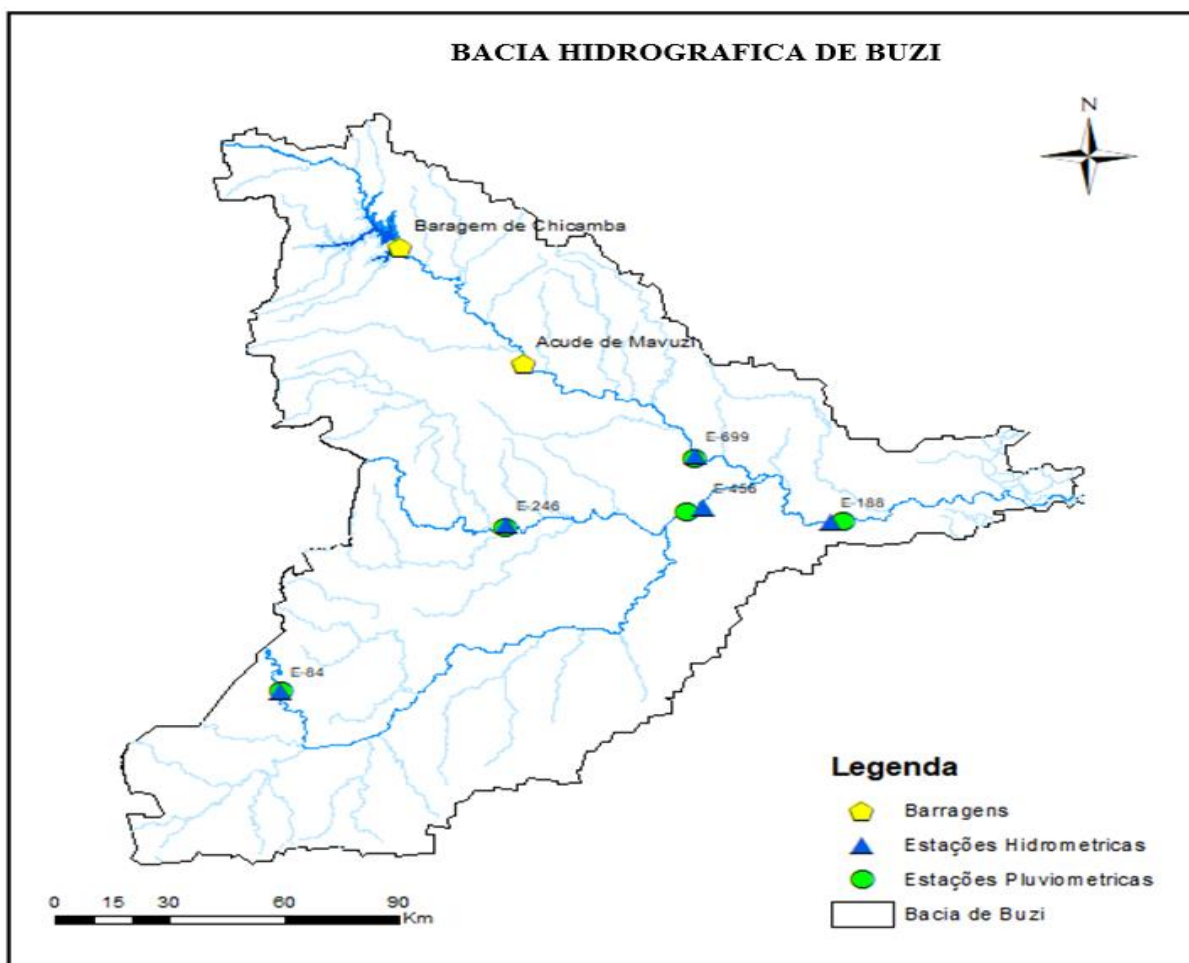 BACIA HIDROGRAFICA DE BUZI
N
Baragem de Chicamba
Acude de Mavuzi
E-699
E-456
E-246
E-188
E-84
Legenda
Barragens
Estações Hidrometricas
Estações Pluviometricas
Bacia de Buzi
0 15 30 60 90
Km